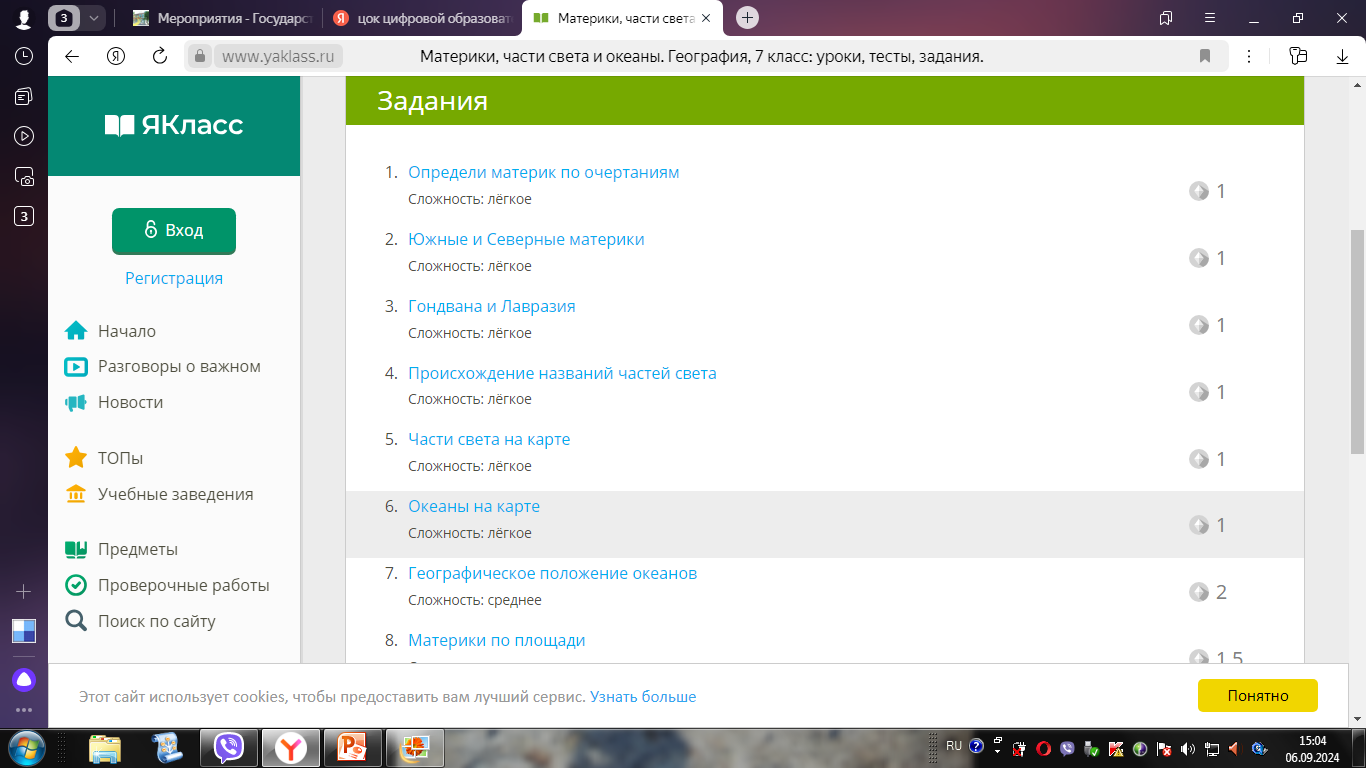 3
Мероприятия - Государст
цок цифровой образоват
Материки, части света
www.yaklass.ru
Материки, части света и океаны. География, 7 класс: уроки, тесты, задания.
3
ЯКласс
Вход
Регистрация
Начало
Разговоры о важном
Новости
ТОПы
Учебные заведения
Предметы
Проверочные работы
Поиск по сайту
Задания
1. Определи материк по очертаниям
Сложность: лёгкое
1
2. Южные и Северные материки
Сложность: лёгкое
1
3. Гондвана и Лавразия
Сложность: лёгкое
1
4. Происхождение названий частей света
Сложность: лёгкое
1
5. Части света на карте
Сложность: лёгкое
1
6. Океаны на карте
Сложность: лёгкое
1
7. Географическое положение океанов
Сложность: среднее
2
8. Материки по площади
1,5
Этот сайт использует cookies, чтобы предоставить вам лучший сервис. Узнать больше
Понятно
RU
15:04
06.09.2024